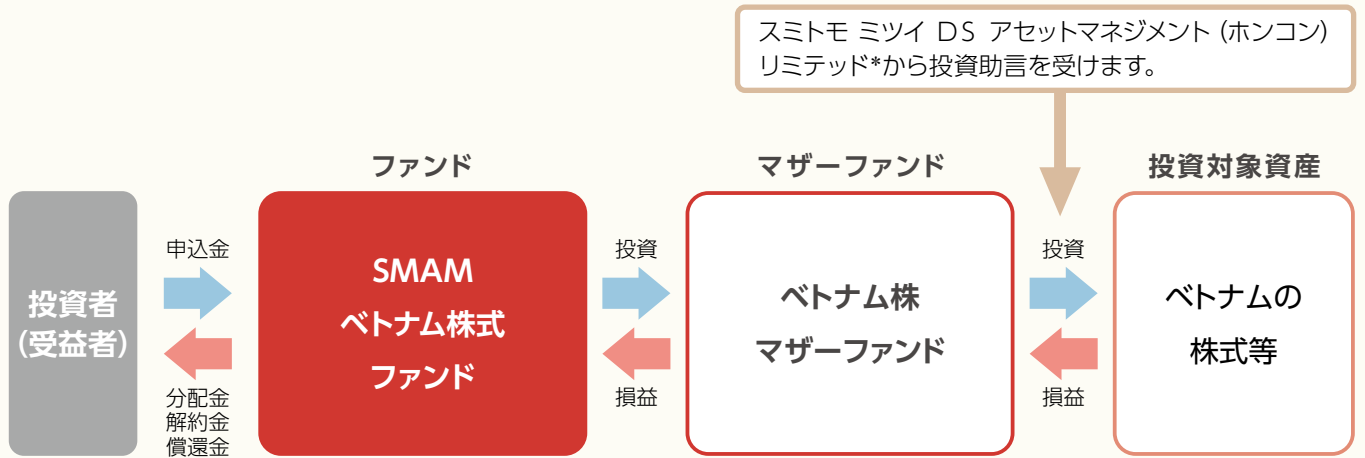 スミトモ ミツイ DS アセットマネジメント (ホンコン)
リミテッド*から投資助言を受けます。
ファンド
マザーファンド
投資対象資産
投資者
(受益者)
申込金
分配金
解約金
償還金
SMAM
ベトナム株式
ファンド
投資
損益
ベトナム株
マザーファンド
投資
損益
ベトナムの
株式等